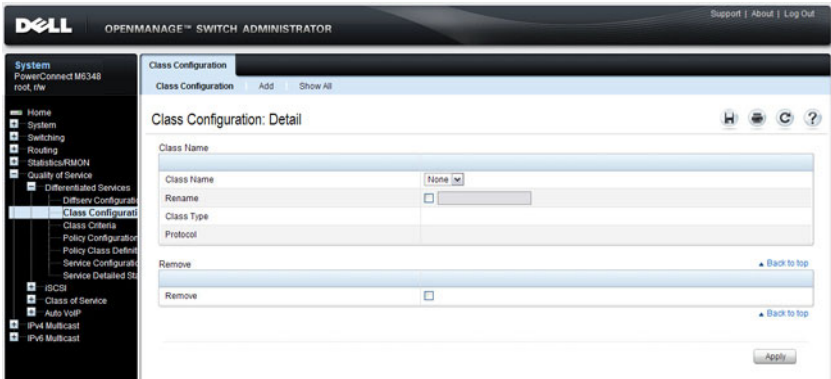 DELL OPENMANAGE™ SWITCH ADMINISTRATOR
Support | About | Log Out
System
PowerConnect M6348
root, r/w
Home
System
Switching
Routing
Statistics/RMON
Quality of Service
Differentiated Services
Diffserv Configurati
Class Configurati
Class Criteria
Policy Configuration
Policy Class Definit
Service Configuratic
Service Detailed Sta
iSCSI
Class of Service
Auto VoIP
IPv4 Multicast
IPv6 Multicast
Class Configuration
Class Configuration Add Show All
Class Configuration: Detail
Class Name
Class Name None
Rename
Class Type
Protocol
Remove
Back to top
Remove
Back to top
Apply